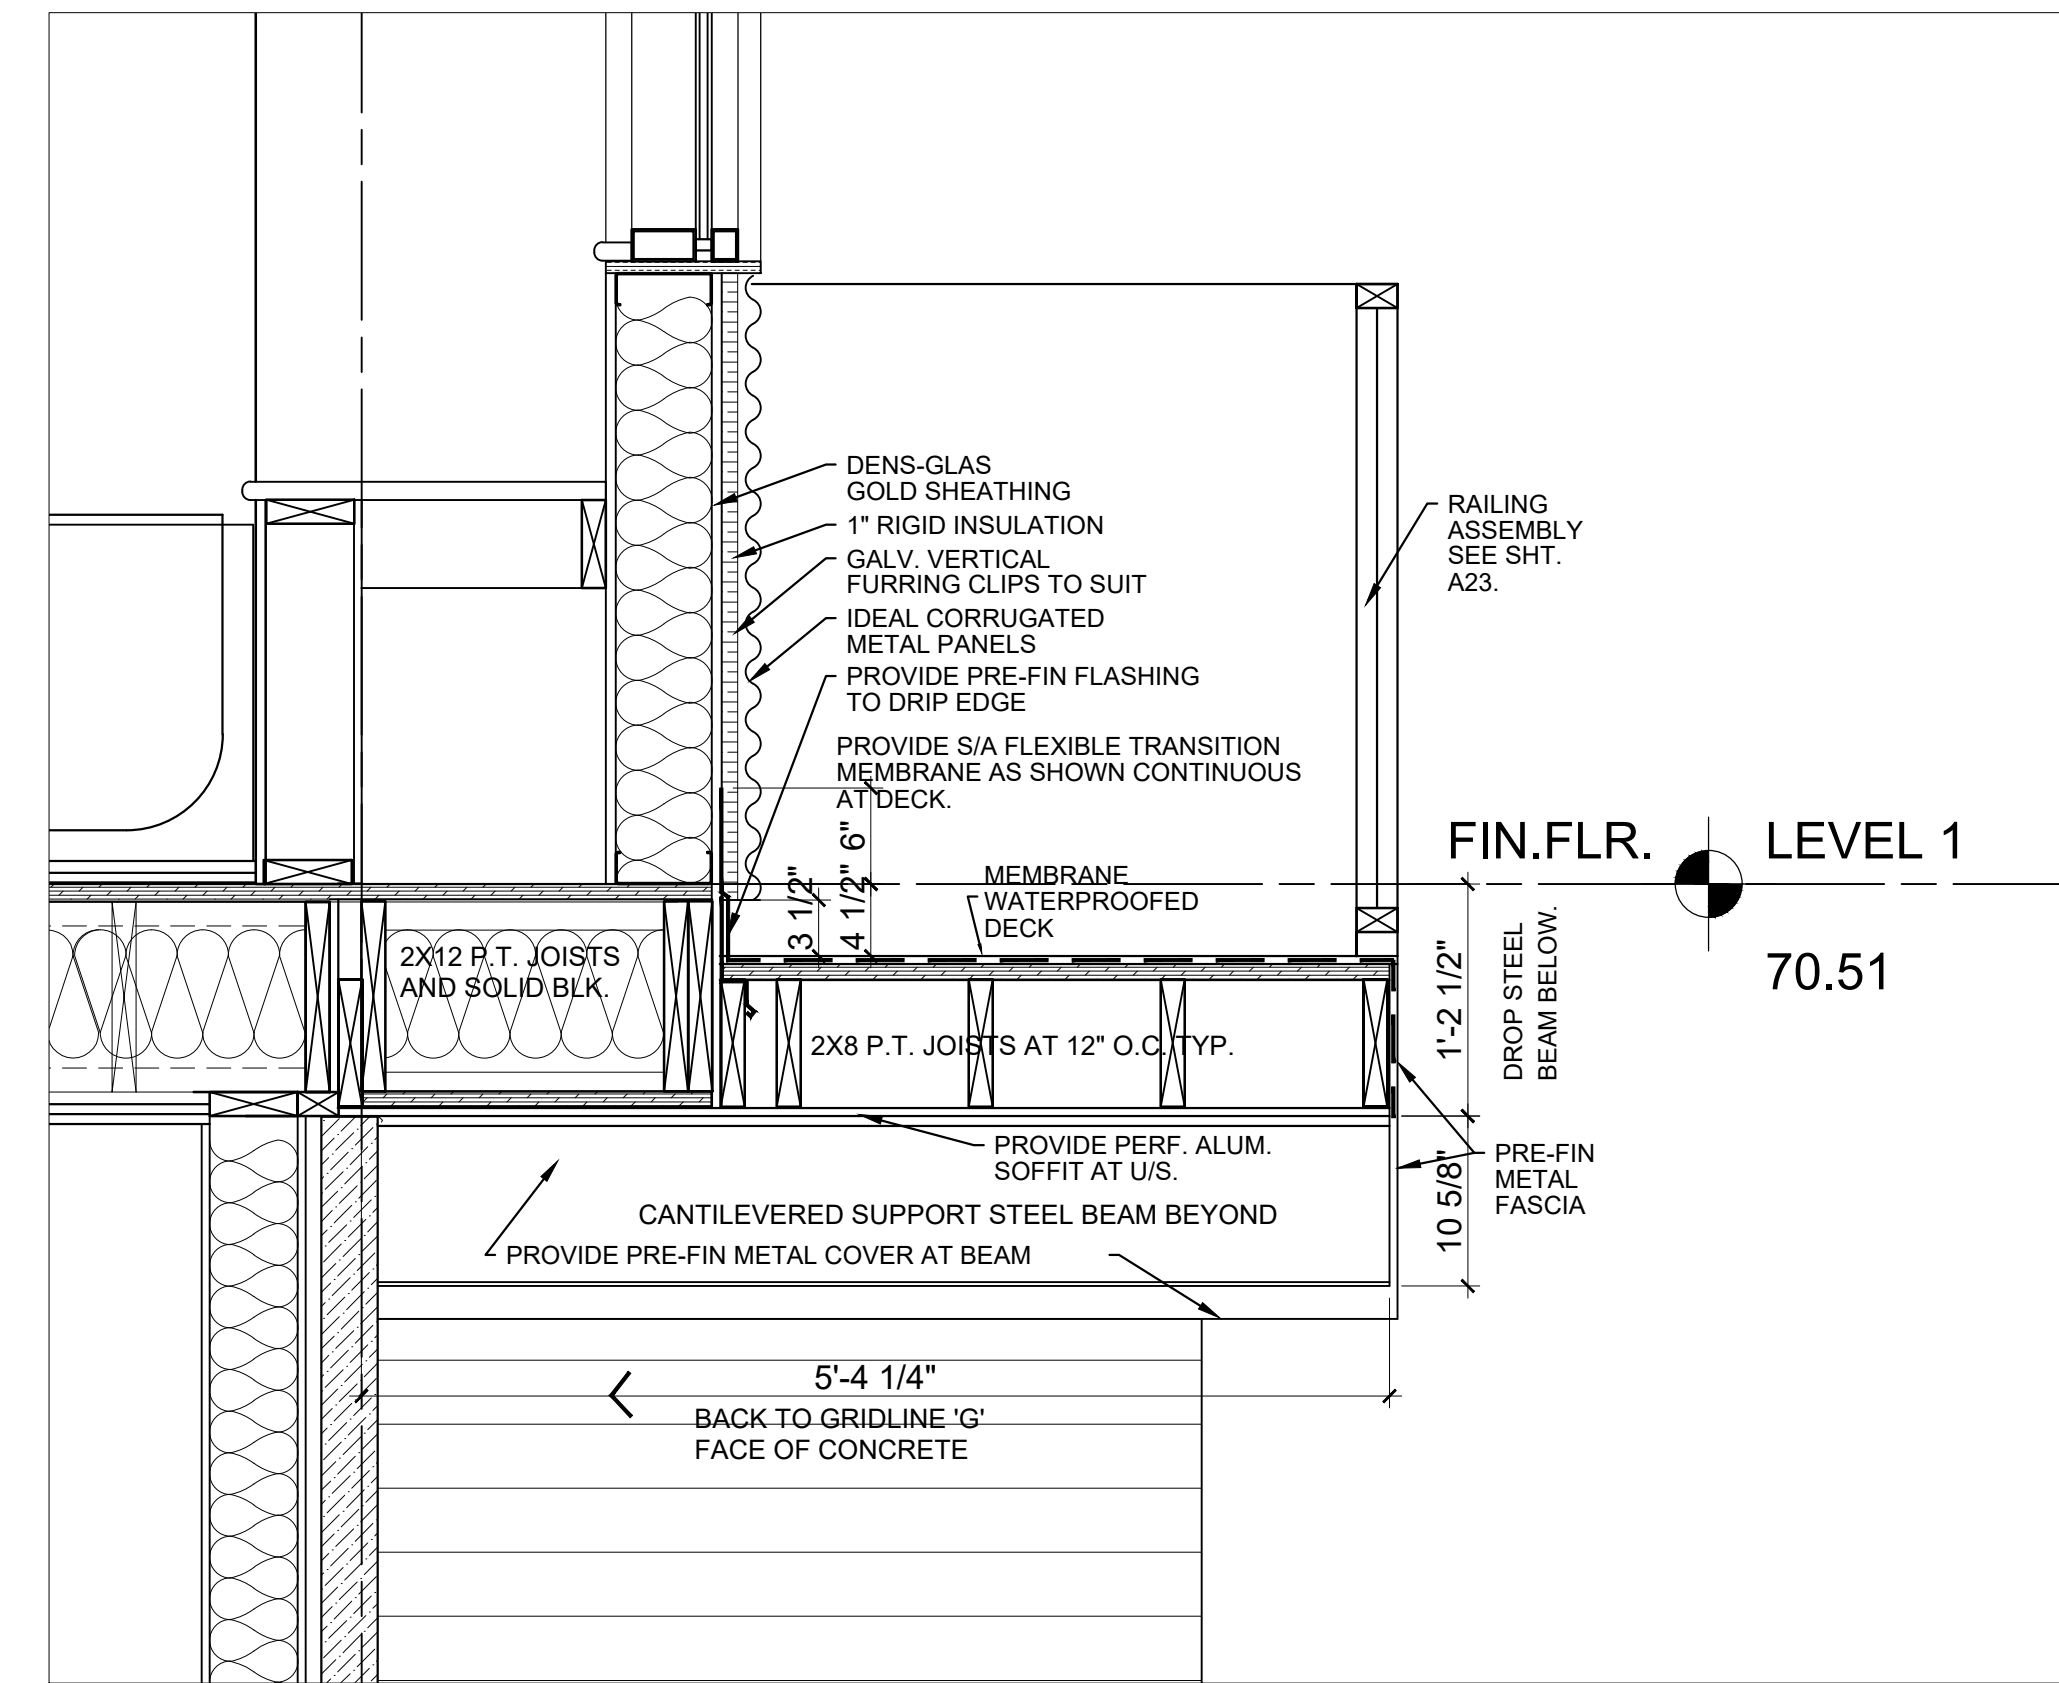 DENS-GLAS
GOLD SHEATHING
1" RIGID INSULATION
GALV. VERTICAL
FURRING CLIPS TO SUIT
IDEAL CORRUGATED
METAL PANELS
PROVIDE PRE-FIN FLASHING
TO DRIP EDGE
PROVIDE S/A FLEXIBLE TRANSITION
MEMBRANE AS SHOWN CONTINUOUS
AT DECK.
RAILING
ASSEMBLY
SEE SHT.
A23.
6"
3 1/2"
4 1/2"
MEMBRANE
WATERPROOFED
DECK
FIN.FLR.
LEVEL 1
70.51
2X12 P.T. JOISTS
AND SOLID BLK.
2X8 P.T. JOISTS AT 12" O.C. TYP.
1'-2 1/2"
DROP STEEL
BEAM BELOW.
PROVIDE PERF. ALUM.
SOFFIT AT U/S.
10 5/8"
PRE-FIN
METAL
FASCIA
CANTILEVERED SUPPORT STEEL BEAM BEYOND
PROVIDE PRE-FIN METAL COVER AT BEAM
5'-4 1/4"
BACK TO GRIDLINE 'G'
FACE OF CONCRETE